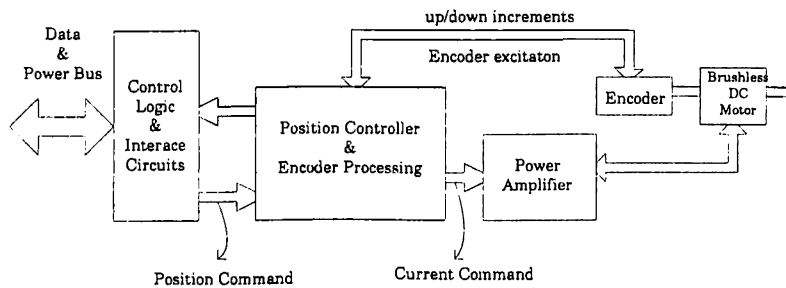 up/down increments
Data
&
Power Bus
Control
Logic
&
Interace
Circuits
Encoder excitaton
Position Controller
&
Encoder Processing
Encoder
Brushless
DC
Motor
Power
Amplifier
Position Command
Current Command